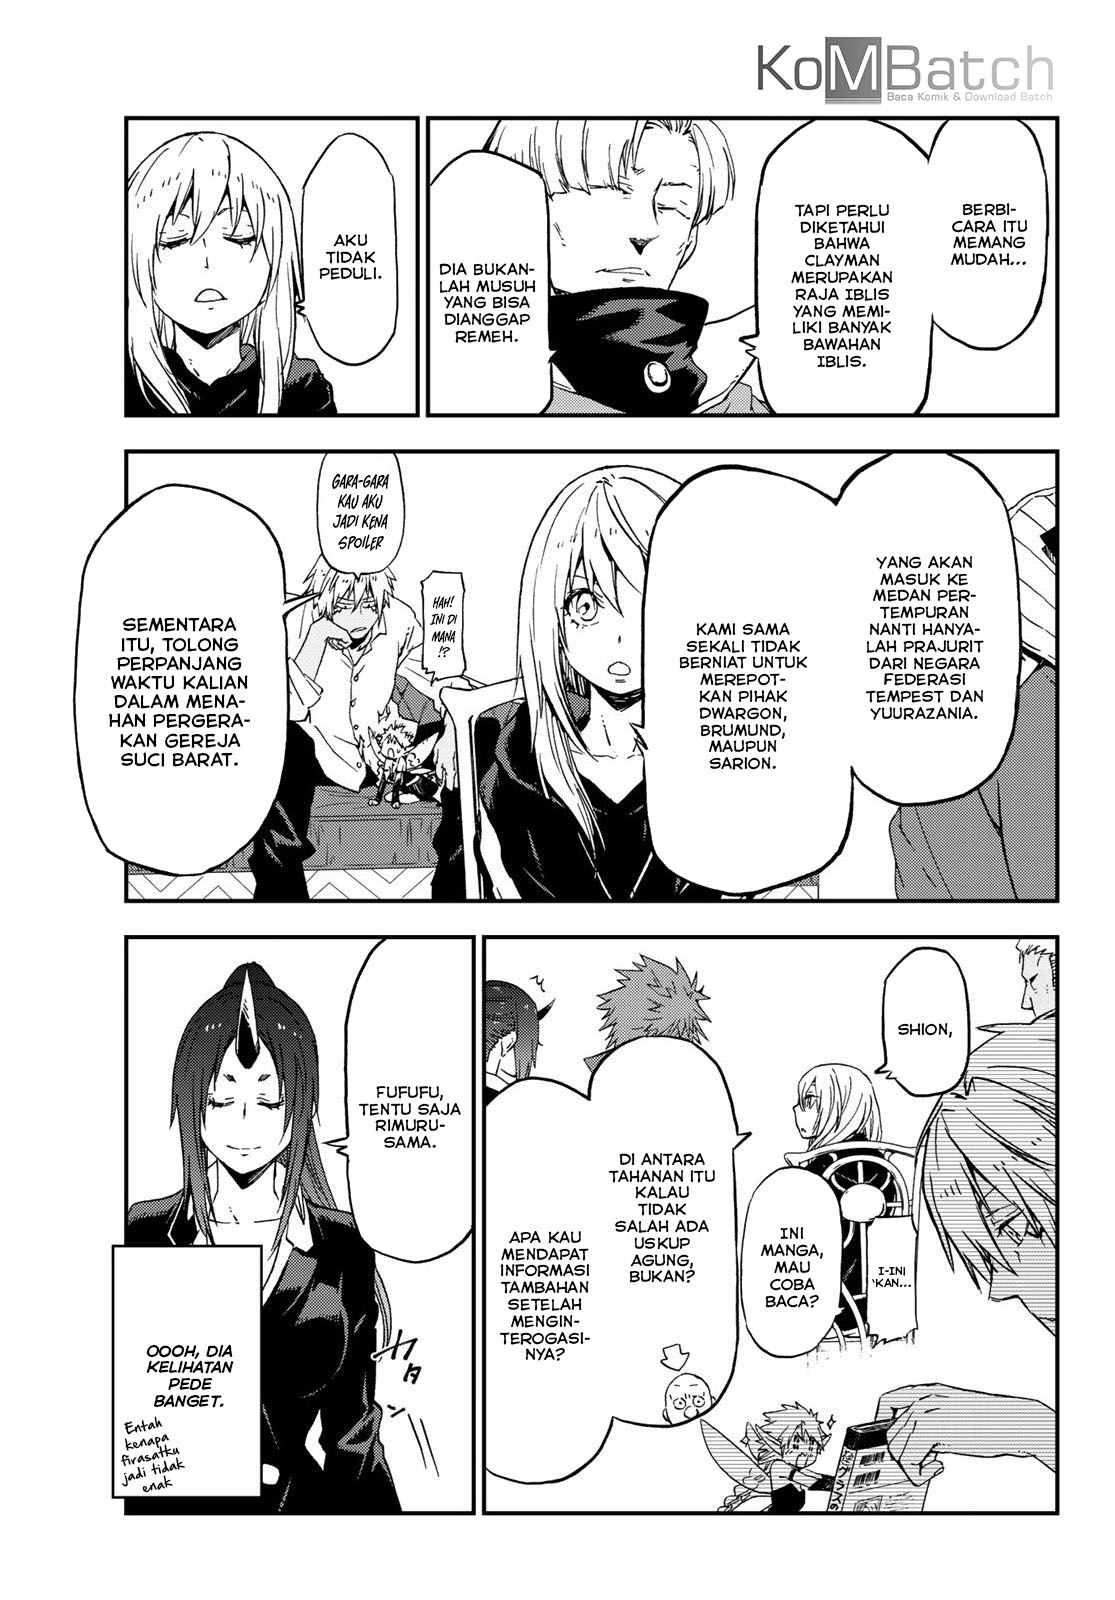 KoMBatch
Baca Komik & Download Batch
BERBI-
CARA ITU
MEMANG
MUDAH...
TAPI PERLU
DIKETAHUI
BAHWA
CLAYMAN
MERUPAKAN
RAJA IBLIS
YANG MEMI-
LIKI BANYAK
BAWAHAN
IBLIS.
DIA BUKAN-
LAH MUSUH
YANG BISA
DIANGGAP
REMEH.
AKU
TIDAK
PEDULI.
YANG AKAN
MASUK KE
MEDAN PER-
TEMPURAN
NANTI HANYA-
LAH PRAJURIT
DARI NEGARA
FEDERASI
TEMPEST DAN
YUURAZANIA.
KAMI SAMA
SEKALI TIDAK
BERNIAT UNTUK
MEREPOT-
KAN PIHAK
DWARGON,
BRUMUND,
MAUPUN
SARION.
HAH!
INI DI
MANA
!?
GARA-GARA
KAU AKU
JADI KENA
SPOILER
SEMENTARA
ITU, TOLONG
PERPANJANG
WAKTU KALIAN
DALAM MENA-
HAN PERGERA-
KAN GEREJA
SUCI BARAT.
SHION,
DI ANTARA
TAHANAN ITU
KALAU
TIDAK
SALAH ADA
USKUP
AGUNG,
BUKAN?
APA KAU
MENDAPAT
INFORMASI
TAMBAHAN
SETELAH
MENGIN-
TEROGASI-
NYA?
I-INI
'KAN...
INI
MANGA,
MAU
COBA
BACA?
FUFUFU,
TENTU SAJA
RIMURU-
SAMA.
カタッ
OOOH, DIA
KELIHATAN
PEDE
BANGET.
Entah
kenapa
firasatku
jadi tidak
enak